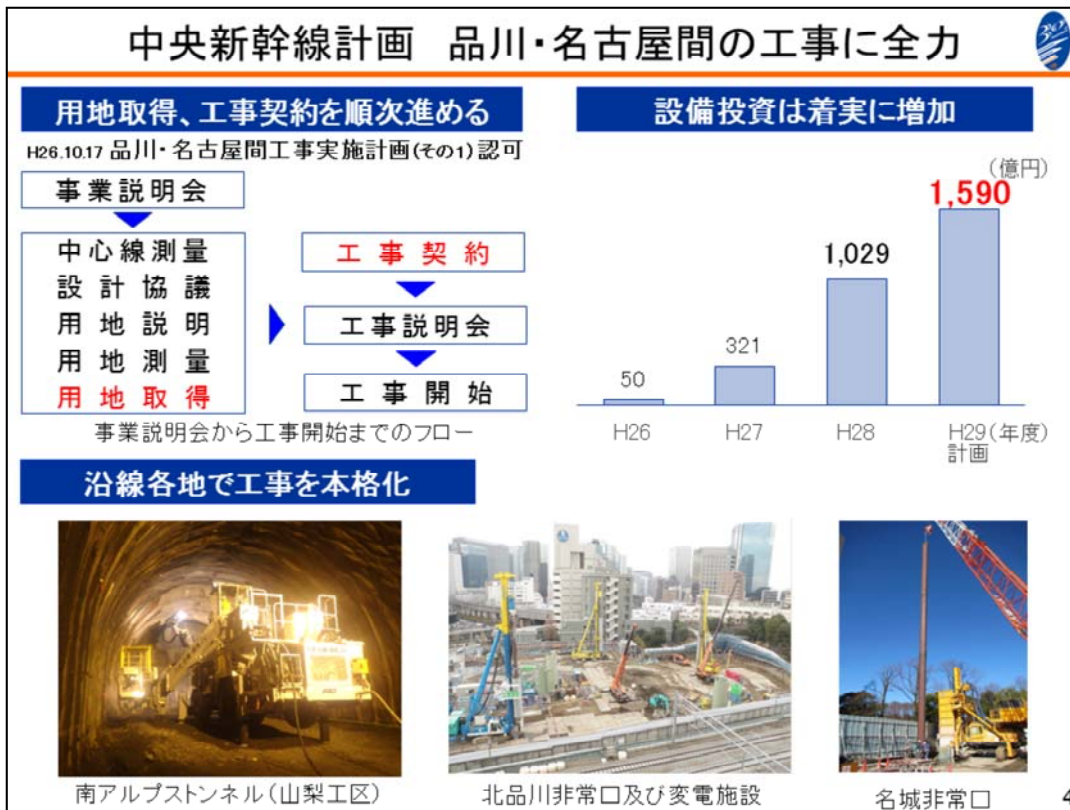 中央新幹線計画　品川・名古屋間の工事に全力
用地取得、工事契約を順次進める
H26.10.17 品川・名古屋間工事実施計画(その1)認可
事業説明会
中心線測量
設計協議
用地説明
用地測量
用地取得
工事契約
工事説明会
工事開始
事業説明会から工事開始までのフロー
設備投資は着実に増加
(億円)
1,590
1,029
321
50
H26
H27
H28
H29(年度)
計画
沿線各地で工事を本格化
南アルプストンネル(山梨工区)
北品川非常口及び変電施設
名城非常口
4